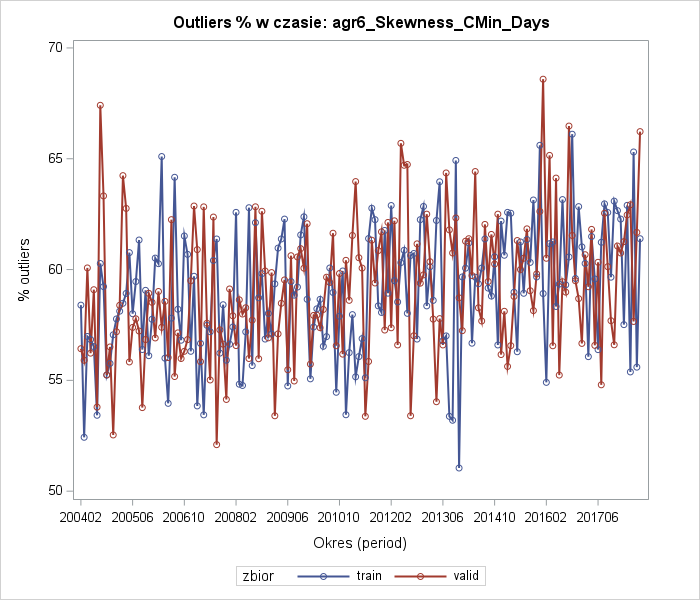 Outliers % w czasie: agr6_Skewness_CMin_Days
70
65
60
55
50
% outliers
200402 200506 200610 200802 200906 201010 201202 201306 201410 201602 201706
Okres (period)
zbior train valid